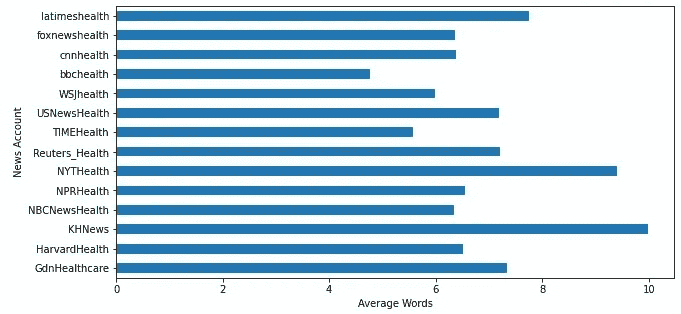 latimeshealth
foxnewshealth
cnnhealth
bbchealth
WSJhealth
USNewsHealth
TIMEHealth
Reuters_Health
NYTHealth
NPRHealth
NBCNewsHealth
KHNews
HarvardHealth
GdnHealthcare
News Account
0 2 4 6 8 10
Average Words